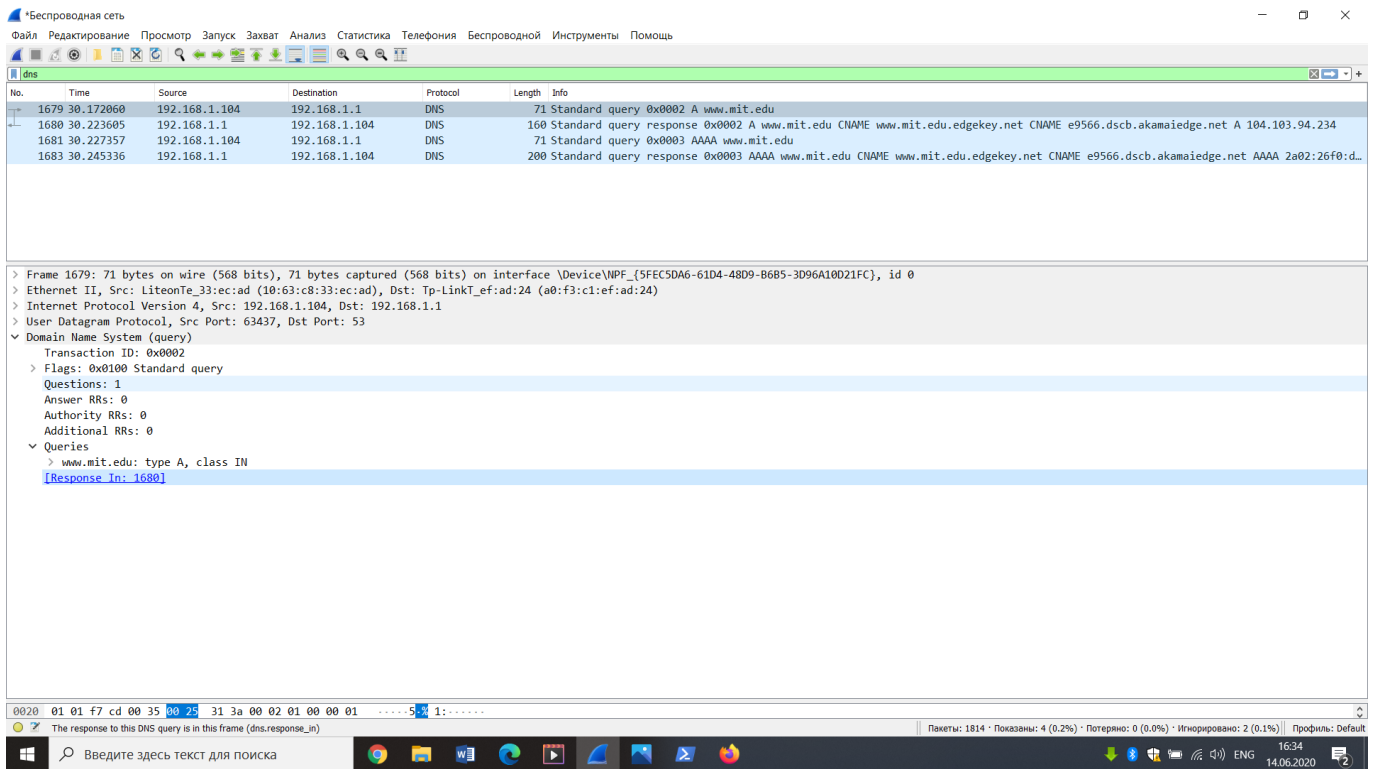 *Беспроводная сеть
Файл Редактирование Просмотр Запуск Захват Анализ Статистика Телефония Беспроводной Инструменты Помощь
dns
No. Time Source Destination Protocol Length Info
1679 30.172060 192.168.1.104 192.168.1.1 DNS 71 Standard query 0x0002 A www.mit.edu
1680 30.223605 192.168.1.1 192.168.1.104 DNS 160 Standard query response 0x0002 A www.mit.edu CNAME www.mit.edu.edgekey.net CNAME e9566.dscb.akamaiedge.net A 104.103.94.234
1681 30.227357 192.168.1.104 192.168.1.1 DNS 71 Standard query 0x0003 AAAA www.mit.edu
1683 30.245336 192.168.1.1 192.168.1.104 DNS 200 Standard query response 0x0003 AAAA www.mit.edu CNAME www.mit.edu.edgekey.net CNAME e9566.dscb.akamaiedge.net AAAA 2a02:26f0:d…
Frame 1679: 71 bytes on wire (568 bits), 71 bytes captured (568 bits) on interface \Device\NPF_{5FEC5DA6-61D4-48D9-B6B5-3D96A10D21FC}, id 0
Ethernet II, Src: LiteonTe_33:ec:ad (10:63:c8:33:ec:ad), Dst: Tp-LinkT_ef:ad:24 (a0:f3:c1:ef:ad:24)
Internet Protocol Version 4, Src: 192.168.1.104, Dst: 192.168.1.1
User Datagram Protocol, Src Port: 63437, Dst Port: 53
Domain Name System (query)
Transaction ID: 0x0002
Flags: 0x0100 Standard query
Questions: 1
Answer RRs: 0
Authority RRs: 0
Additional RRs: 0
Queries
www.mit.edu: type A, class IN
[Response In: 1680]
0020 01 01 f7 cd 00 35 00 25 31 3a 00 02 01 00 00 01 ·····5·% 1:······
The response to this DNS query is in this frame (dns.response_in) Пакеты: 1814 · Показаны: 4 (0.2%) · Потеряно: 0 (0.0%) · Игнорировано: 2 (0.1%) Профиль: Default
Введите здесь текст для поиска ENG 16:34
14.06.2020 2